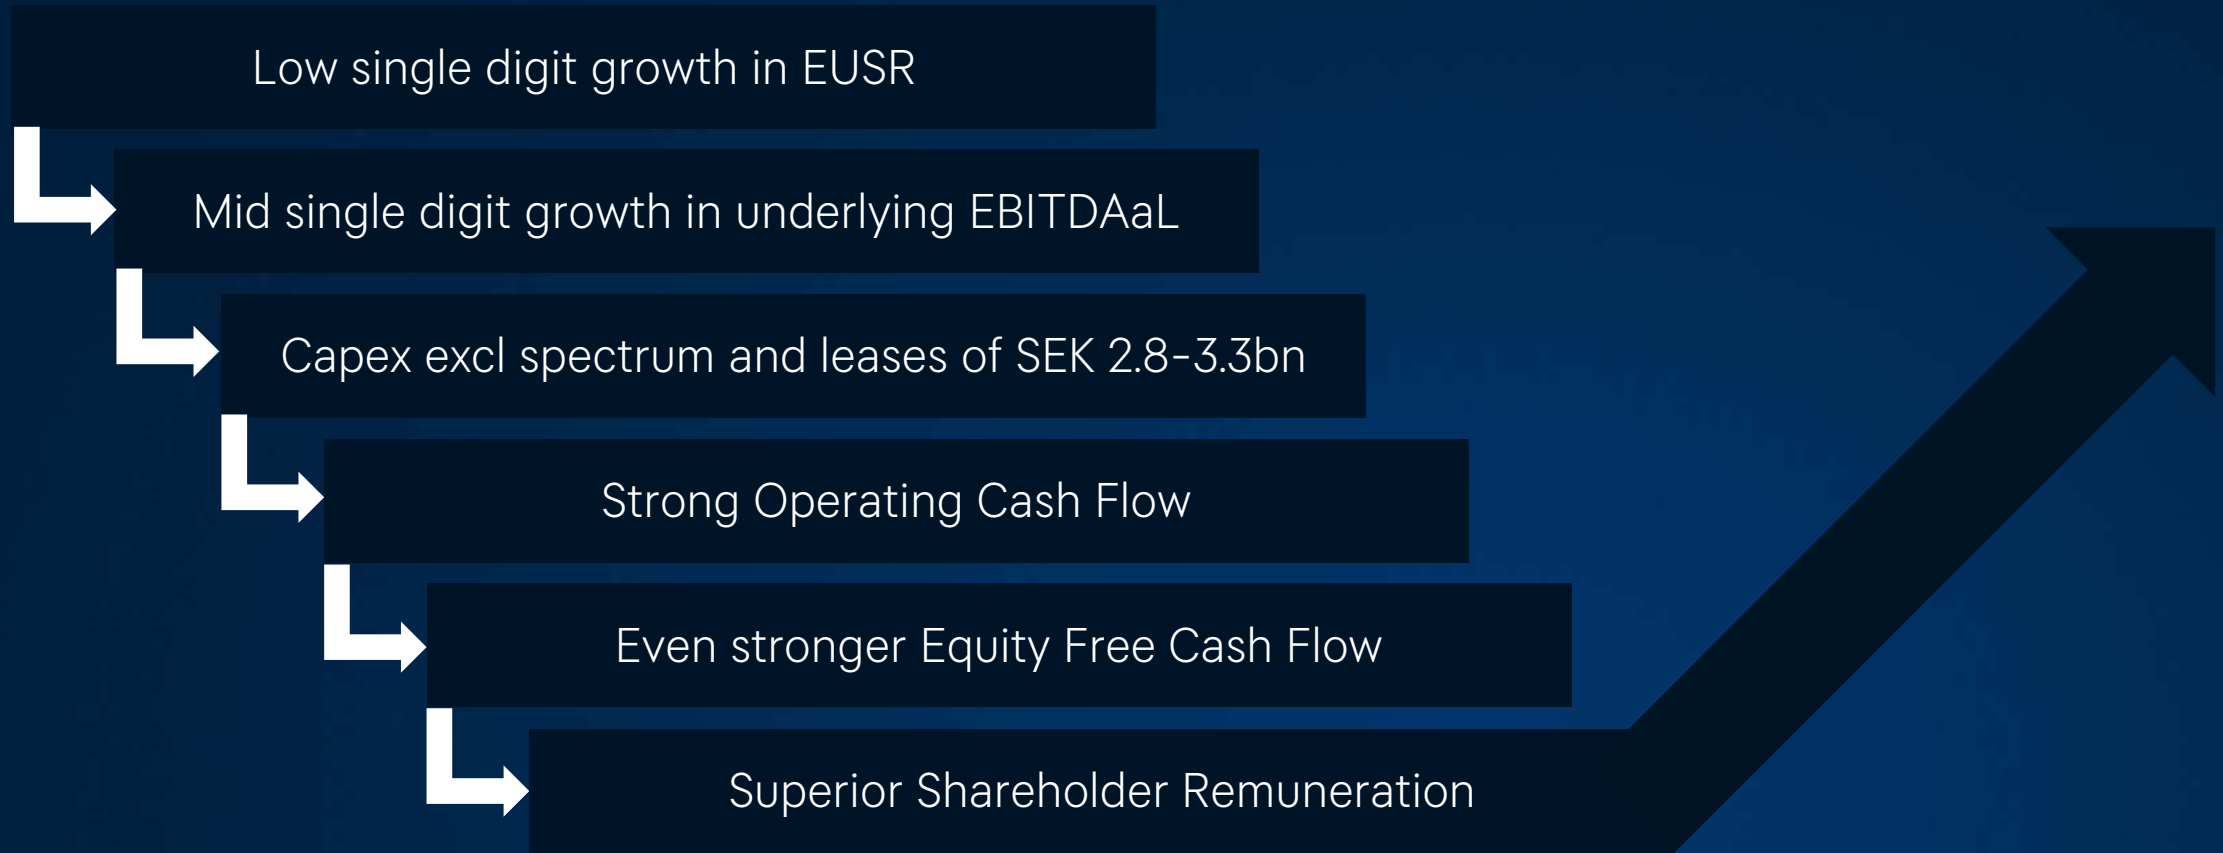 Low single digit growth in EUSR
Mid single digit growth in underlying EBITDAaL
Capex excl spectrum and leases of SEK 2.8-3.3bn
Strong Operating Cash Flow
Even stronger Equity Free Cash Flow
Superior Shareholder Remuneration